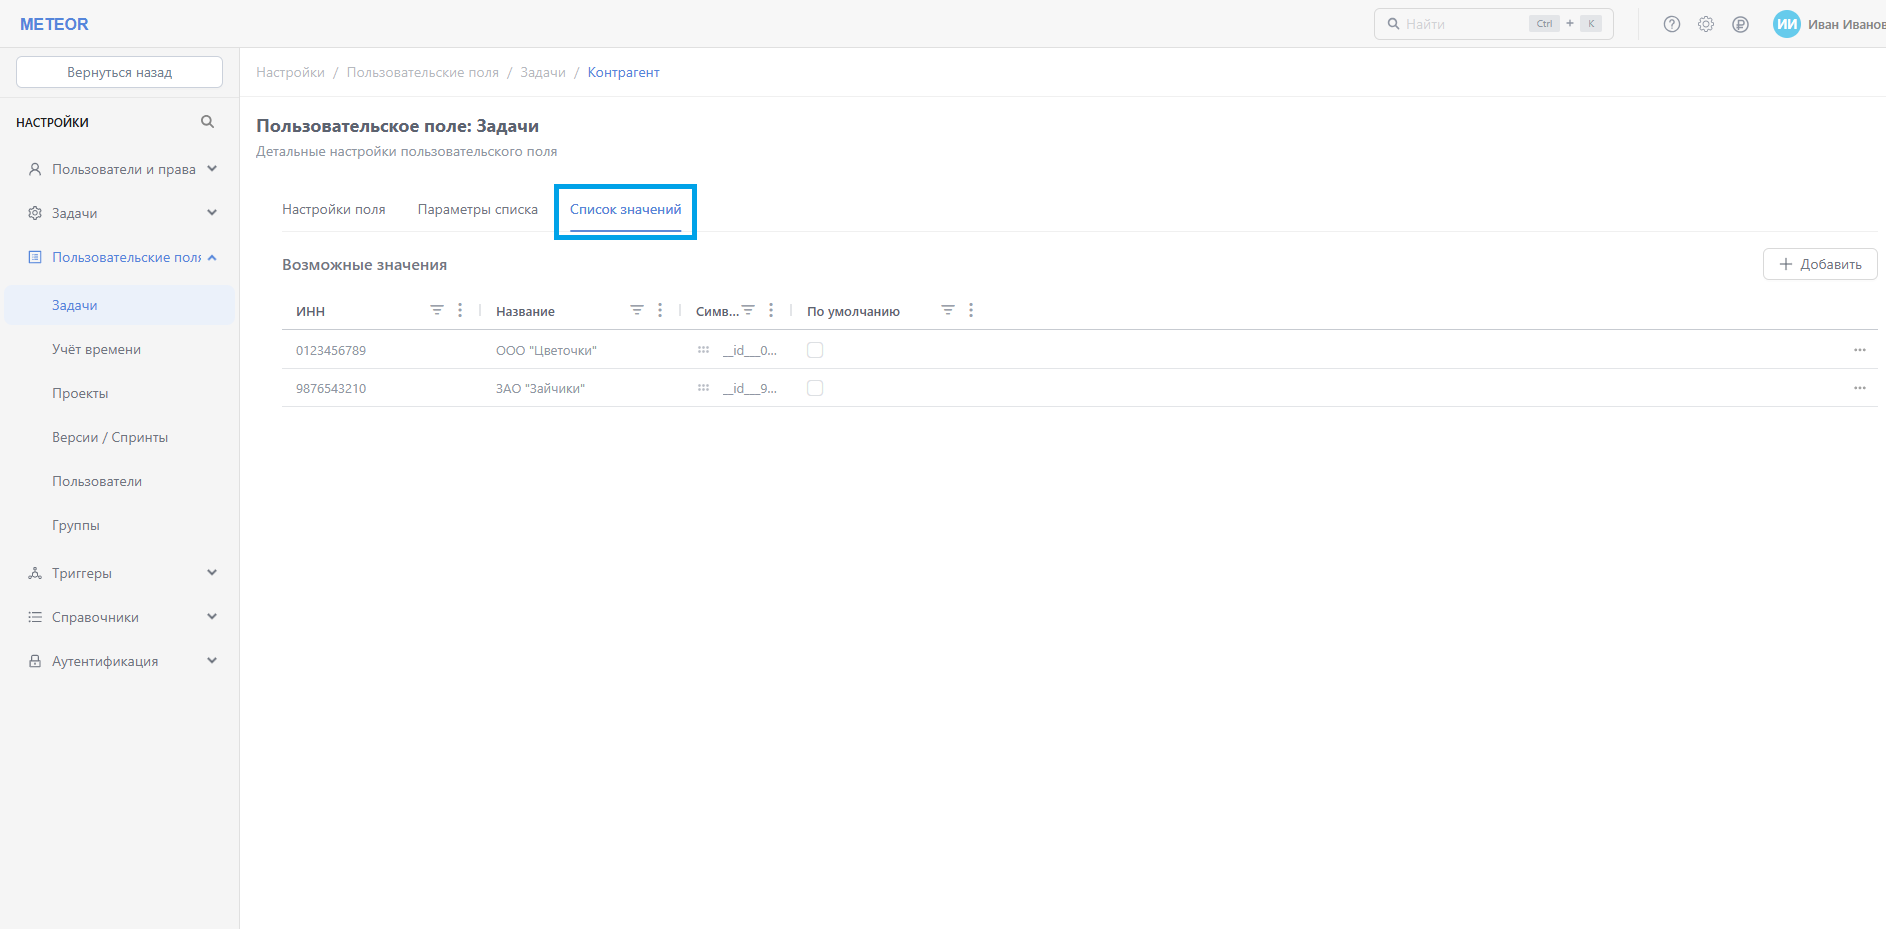 METEOR
Найти
Ctrl + K
ИИ
Иван Иванов
Вернуться назад
НАСТРОЙКИ
Пользователи и права
Задачи
Пользовательские поля
Задачи
Учёт времени
Проекты
Версии / Спринты
Пользователи
Группы
Триггеры
Справочники
Аутентификация
Настройки / Пользовательские поля / Задачи / Контрагент
Пользовательское поле: Задачи
Детальные настройки пользовательского поля
Настройки поля Параметры списка Список значений
Возможные значения
Добавить
ИНН Название Симв... По умолчанию
0123456789 ООО "Цветочки" __id___0...
9876543210 ЗАО "Зайчики" __id___9...